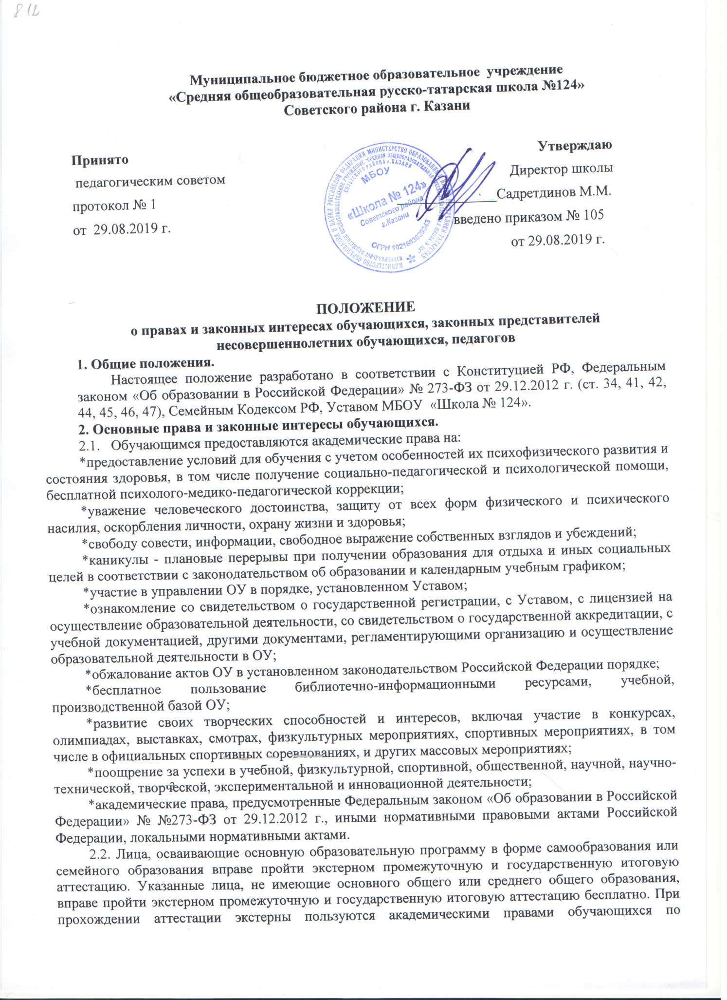 8.12
Муниципальное бюджетное образовательное учреждение
«Средняя общеобразовательная русско-татарская школа №124»
Советского района г. Казани
Утверждаю
Принято
Директор школы
педагогическим советом
_______________Садретдинов М.М.
протокол № 1
введено приказом № 105
от 29.08.2019 г.
от 29.08.2019 г.
МБОУ
«Школа № 124»
Советского района
г.Казани
ОГРН 1021603629343
ПОЛОЖЕНИЕ
о правах и законных интересах обучающихся, законных представителей
несовершеннолетних обучающихся, педагогов
1. Общие положения.
Настоящее положение разработано в соответствии с Конституцией РФ, Федеральным
законом «Об образовании в Российской Федерации» № 273-ФЗ от 29.12.2012 г. (ст. 34, 41, 42,
44, 45, 46, 47), Семейным Кодексом РФ, Уставом МБОУ «Школа № 124».
2. Основные права и законные интересы обучающихся.
2.1. Обучающимся предоставляются академические права на:
*предоставление условий для обучения с учетом особенностей их психофизического развития и
состояния здоровья, в том числе получение социально-педагогической и психологической помощи,
бесплатной психолого-медико-педагогической коррекции;
*уважение человеческого достоинства, защиту от всех форм физического и психического
насилия, оскорбления личности, охрану жизни и здоровья;
*свободу совести, информации, свободное выражение собственных взглядов и убеждений;
*каникулы - плановые перерывы при получении образования для отдыха и иных социальных
целей в соответствии с законодательством об образовании и календарным учебным графиком;
*участие в управлении ОУ в порядке, установленном Уставом;
*ознакомление со свидетельством о государственной регистрации, с Уставом, с лицензией на
осуществление образовательной деятельности, со свидетельством о государственной аккредитации, с
учебной документацией, другими документами, регламентирующими организацию и осуществление
образовательной деятельности в ОУ;
*обжалование актов ОУ в установленном законодательством Российской Федерации порядке;
*бесплатное пользование библиотечно-информационными ресурсами, учебной,
производственной базой ОУ;
*развитие своих творческих способностей и интересов, включая участие в конкурсах,
олимпиадах, выставках, смотрах, физкультурных мероприятиях, спортивных мероприятиях, в том
числе в официальных спортивных соревнованиях, и других массовых мероприятиях;
*поощрение за успехи в учебной, физкультурной, спортивной, общественной, научной, научно-
технической, творческой, экспериментальной и инновационной деятельности;
*академические права, предусмотренные Федеральным законом «Об образовании в Российской
Федерации» № №273-ФЗ от 29.12.2012 г., иными нормативными правовыми актами Российской
Федерации, локальными нормативными актами.
2.2. Лица, осваивающие основную образовательную программу в форме самообразования или
семейного образования вправе пройти экстерном промежуточную и государственную итоговую
аттестацию. Указанные лица, не имеющие основного общего или среднего общего образования,
вправе пройти экстерном промежуточную и государственную итоговую аттестацию бесплатно. При
прохождении аттестации экстерны пользуются академическими правами обучающихся по